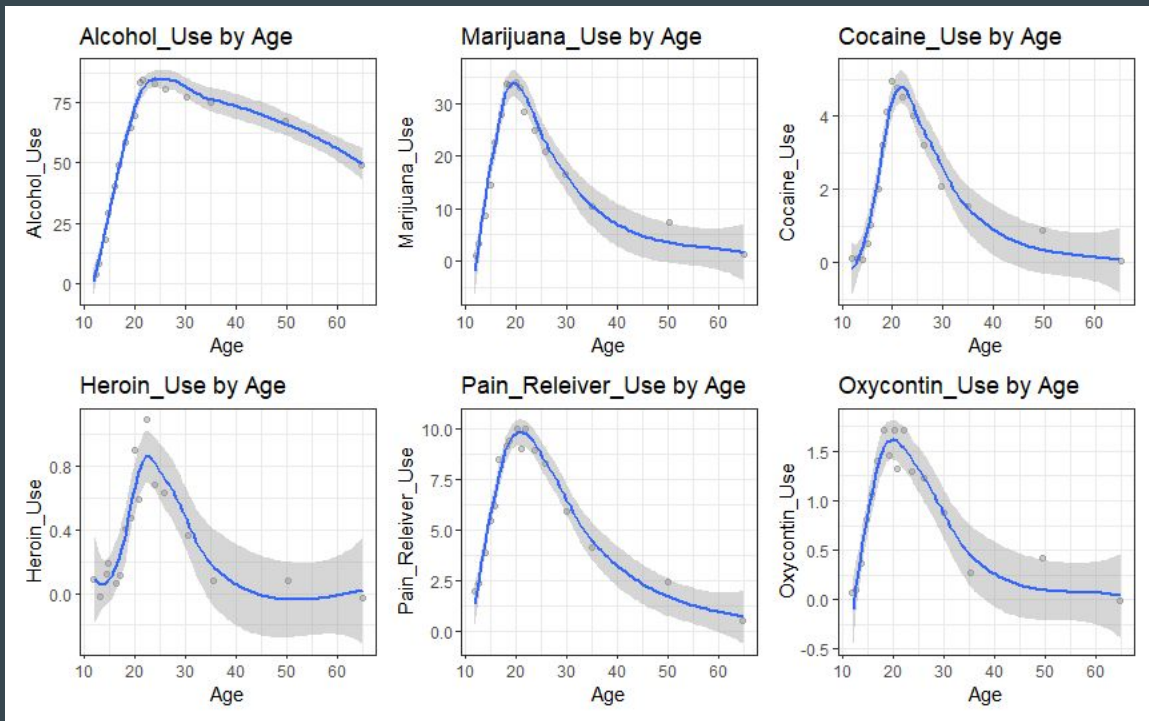 Alcohol_Use by Age
Alcohol_Use
75
50
25
0
10 20 30 40 50 60
Age
Marijuana_Use by Age
Marijuana_Use
30
20
10
0
10 20 30 40 50 60
Age
Cocaine_Use by Age
Cocaine_Use
4
2
0
10 20 30 40 50 60
Age
Heroin_Use by Age
Heroin_Use
0.8
0.4
0.0
10 20 30 40 50 60
Age
Pain_Releiver_Use by Age
Pain_Releiver_Use
10.0
7.5
5.0
2.5
0.0
10 20 30 40 50 60
Age
Oxycontin_Use by Age
Oxycontin_Use
1.5
1.0
0.5
0.0
-0.5
10 20 30 40 50 60
Age